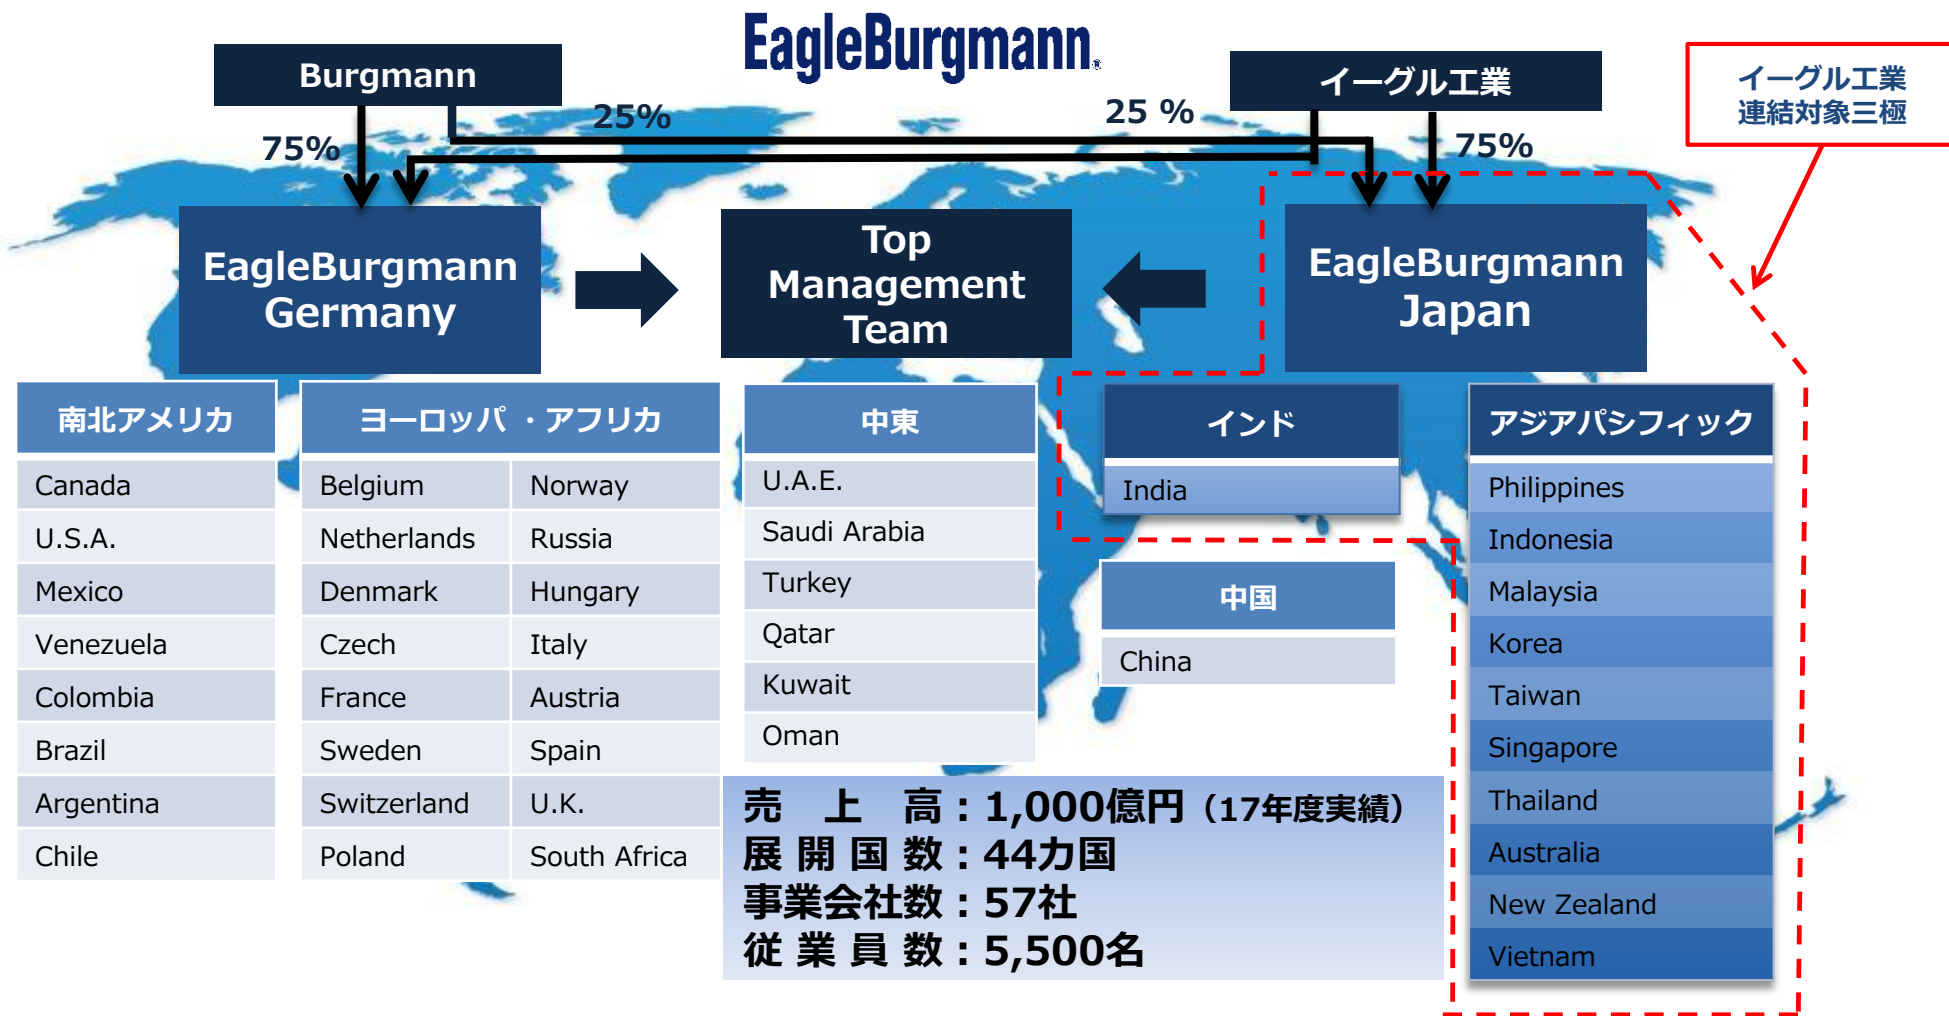 EagleBurgmann®
Burgmann
イーグル工業
イーグル工業
連結対象三極
25%
25 %
75%
75%
EagleBurgmann
Germany
Top
Management
Team
EagleBurgmann
Japan
南北アメリカ
Canada
U.S.A.
Mexico
Venezuela
Colombia
Brazil
Argentina
Chile
ヨーロッパ ・アフリカ
Belgium Norway
Netherlands Russia
Denmark Hungary
Czech Italy
France Austria
Sweden Spain
Switzerland U.K.
Poland South Africa
中東
U.A.E.
Saudi Arabia
Turkey
Qatar
Kuwait
Oman
インド
India
中国
China
アジアパシフィック
Philippines
Indonesia
Malaysia
Korea
Taiwan
Singapore
Thailand
Australia
New Zealand
Vietnam
売 上 高：1,000億円（17年度実績）
展 開 国 数：44カ国
事業会社数：57社
従 業 員 数：5,500名